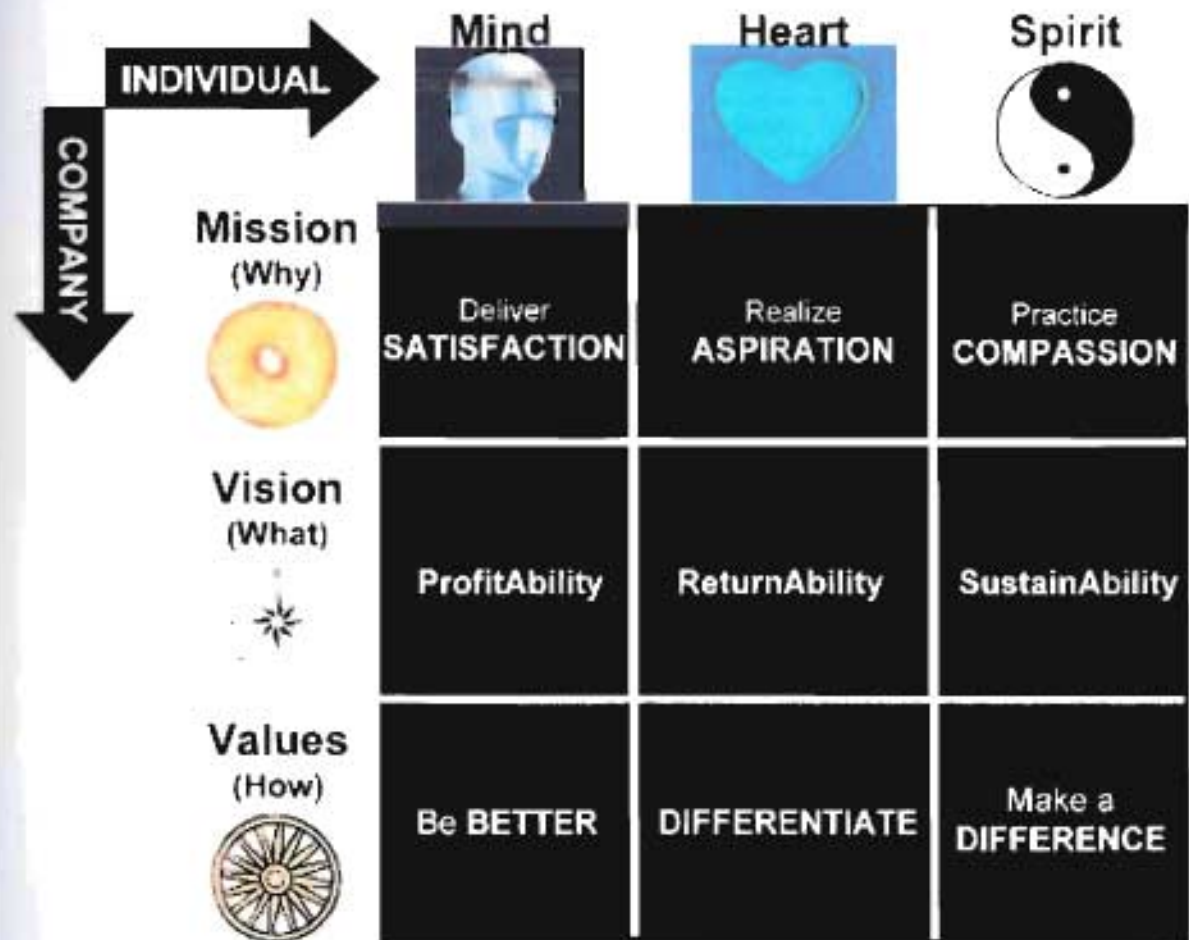 Mind
Heart
Spirit
INDIVIDUAL
COMPANY
Mission
(Why)
Deliver
SATISFACTION
Realize
ASPIRATION
Practice
COMPASSION
Vision
(What)
ProfitAbility
ReturnAbility
SustainAbility
Values
(How)
Be BETTER
DIFFERENTIATE
Make a
DIFFERENCE